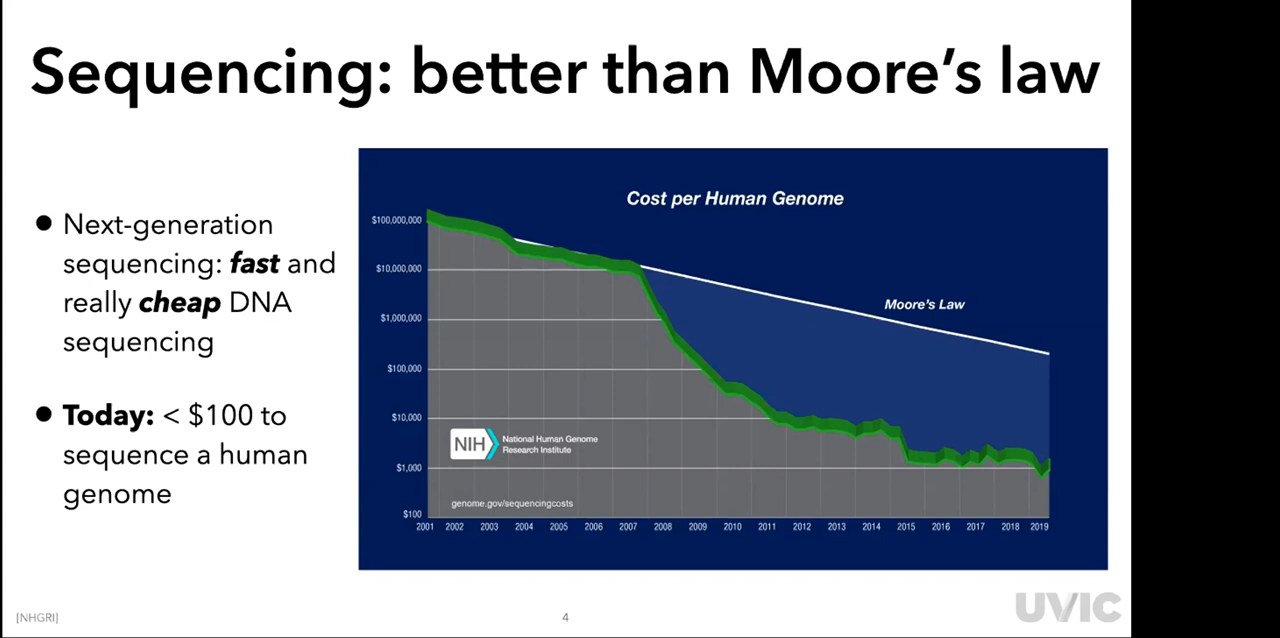 Sequencing: better than Moore's law
● Next-generation
sequencing: fast and
really cheap DNA
sequencing
● Today: < $100 to
sequence a human
genome
Cost per Human Genome
$100,000,000
$10,000,000
$1,000,000
$100,000
$10,000
$1,000
$100
Moore's Law
NIH National Human Genome
Research Institute
genome.gov/sequencingcosts
2001 2002 2003 2004 2005 2006 2007 2008 2009 2010 2011 2012 2013 2014 2015 2016 2017 2018 2019
[NHGRI]
4
UVIC